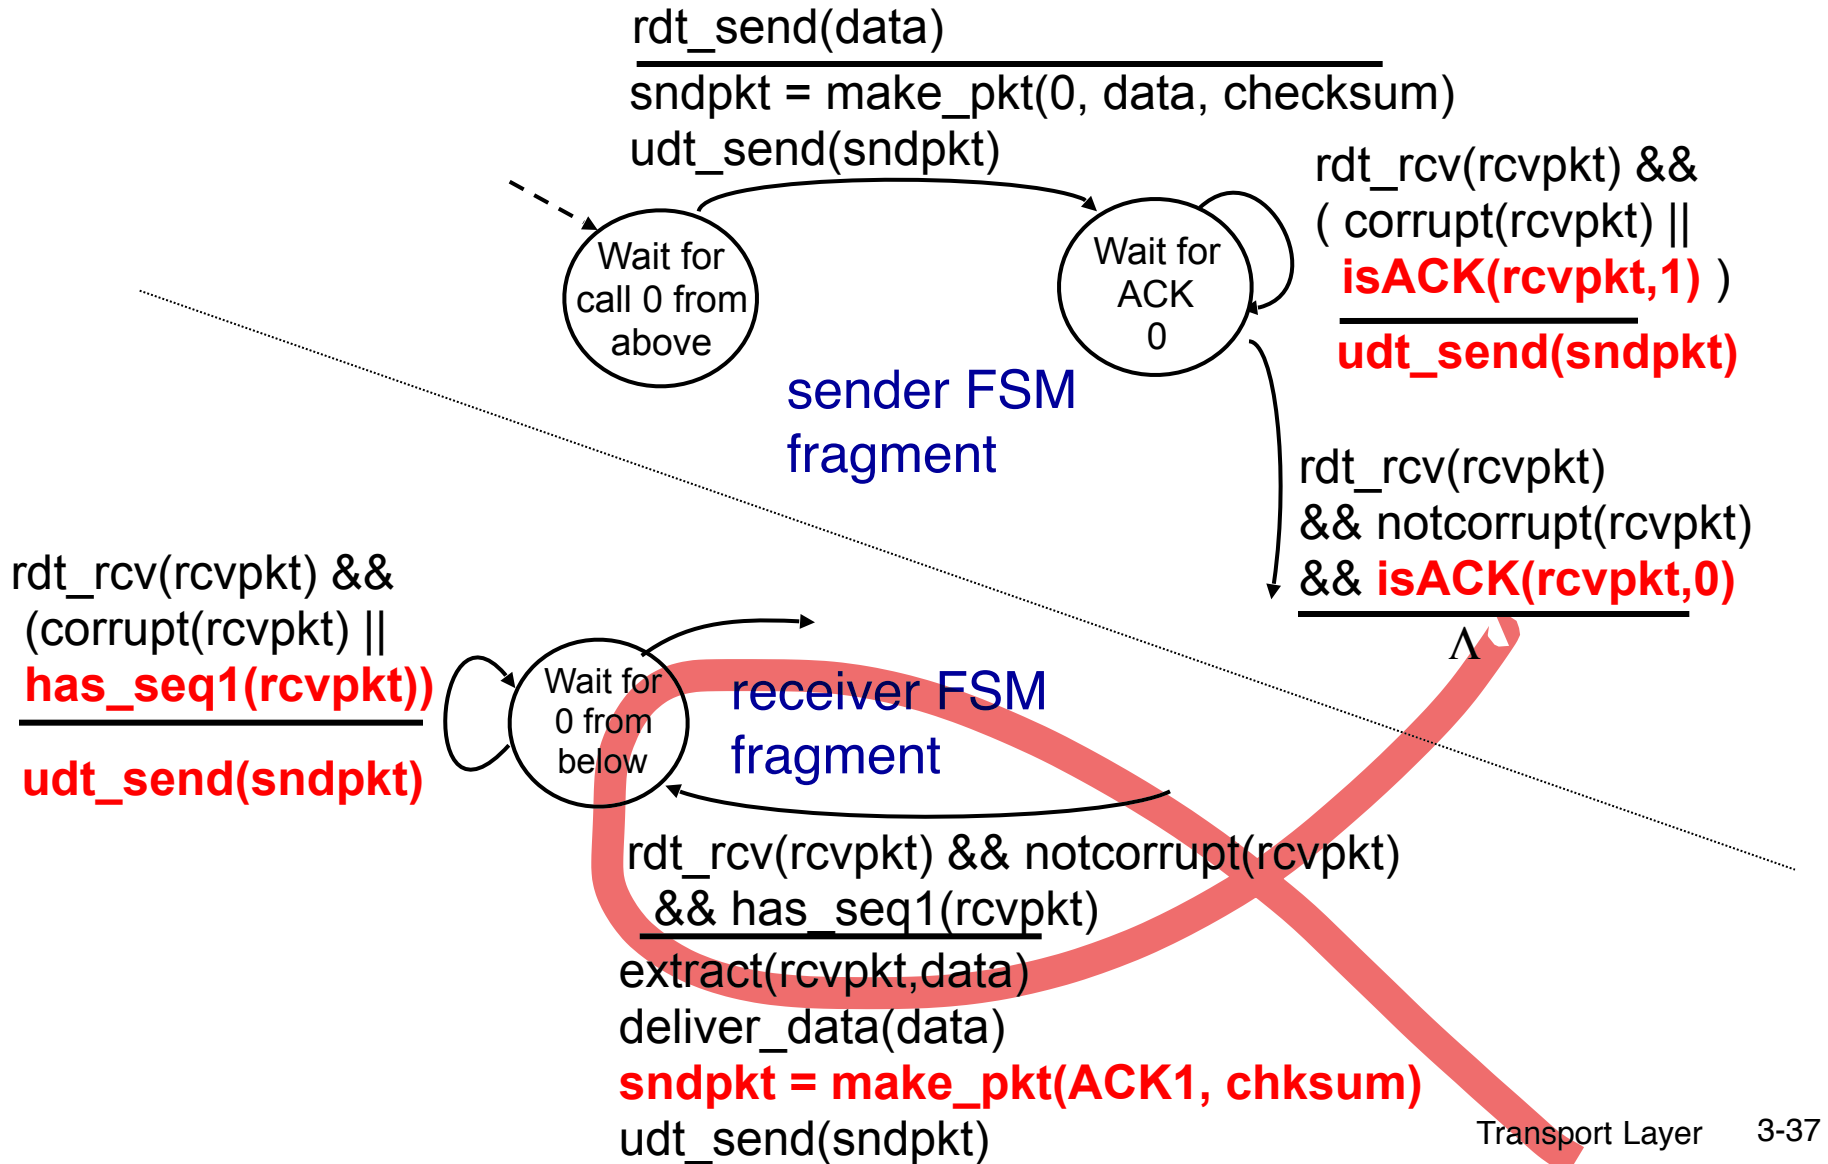 rdt_send(data)
sndpkt = make_pkt(0, data, checksum)
udt_send(sndpkt)
rdt_rcv(rcvpkt) &&
( corrupt(rcvpkt) ||
isACK(rcvpkt,1) )
udt_send(sndpkt)
Wait for
call 0 from
above
Wait for
ACK
0
sender FSM
fragment
rdt_rcv(rcvpkt)
&& notcorrupt(rcvpkt)
&& isACK(rcvpkt,0)
Λ
rdt_rcv(rcvpkt) &&
(corrupt(rcvpkt) ||
has_seq1(rcvpkt))
udt_send(sndpkt)
Wait for
0 from
below
receiver FSM
fragment
rdt_rcv(rcvpkt) && notcorrupt(rcvpkt)
&& has_seq1(rcvpkt)
extract(rcvpkt,data)
deliver_data(data)
sndpkt = make_pkt(ACK1, chksum)
udt_send(sndpkt)
Transport Layer 3-37